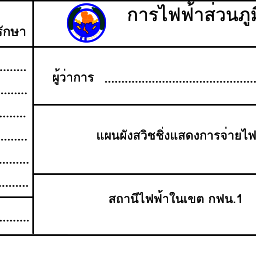 การไฟฟ้าส่วนภูมิ
รักษา
ผู้ว่าการ ..........................................
แผนผังสวิชชิ่งแสดงการจ่ายไฟ
สถานีไฟฟ้าในเขต กฟน.1